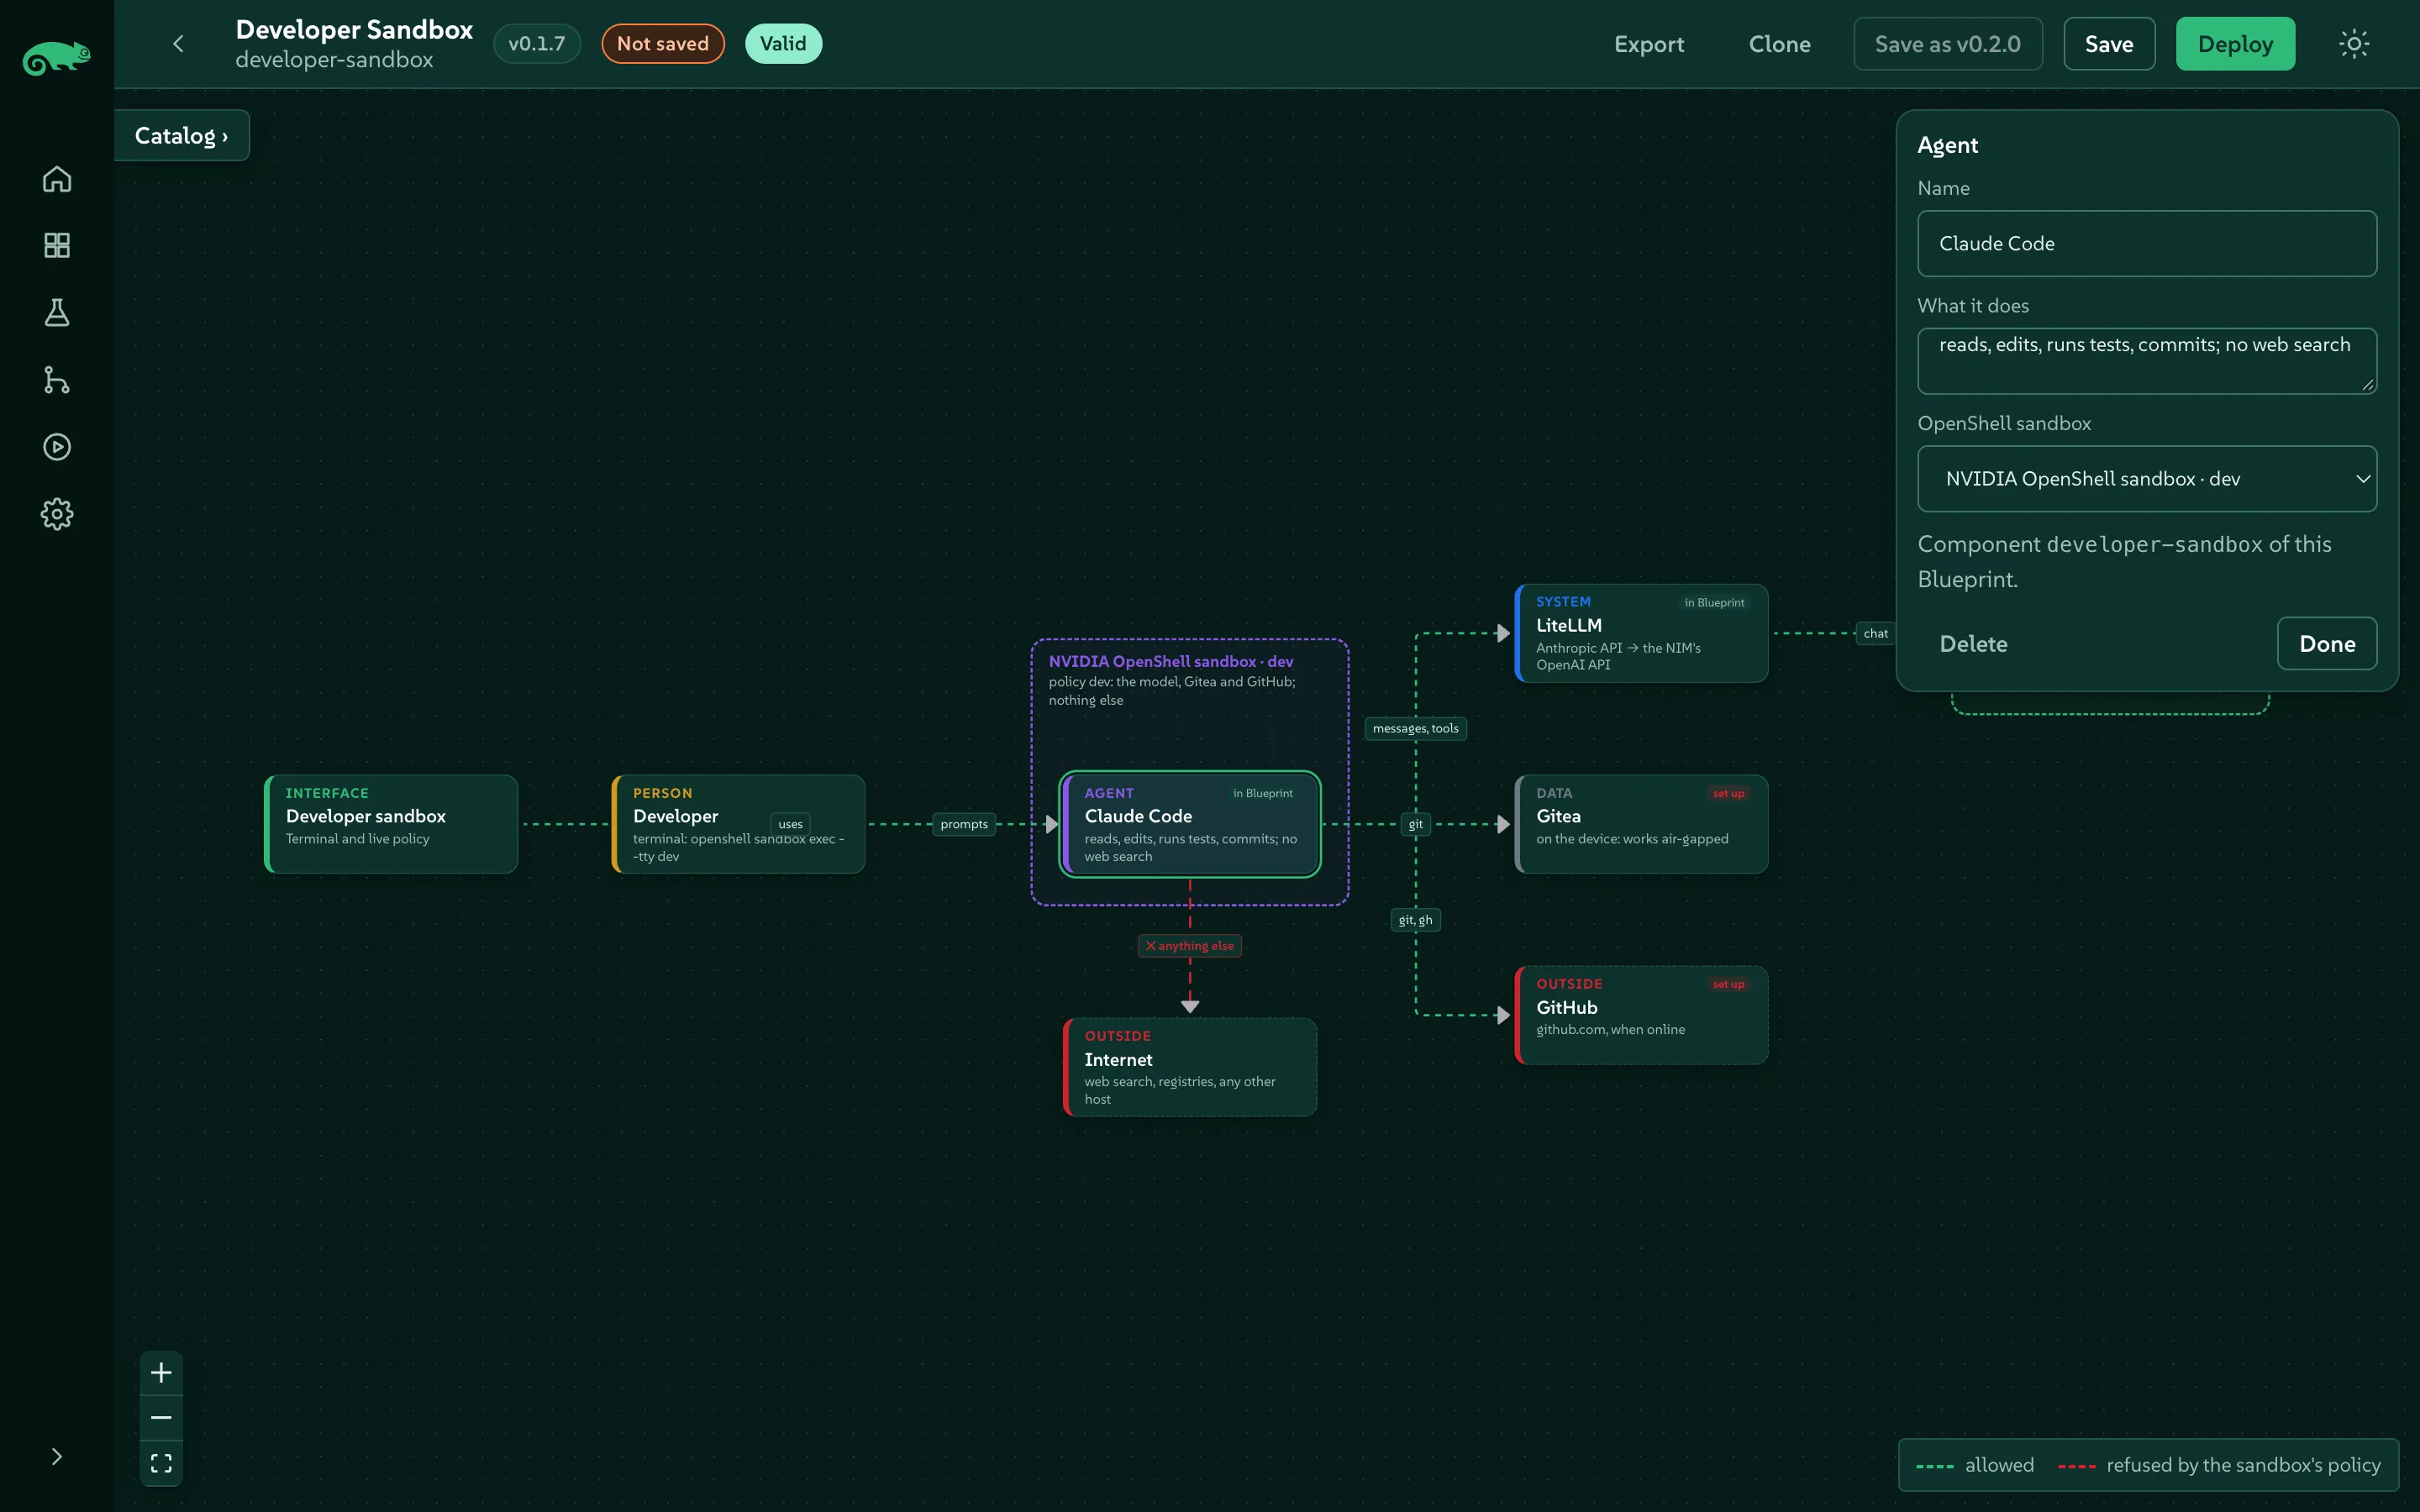 Developer Sandbox
developer-sandbox
v0.1.7
Not saved
Valid
Export
Clone
Save as v0.2.0
Save
Deploy
Catalog ›
Agent
Name
Claude Code
What it does
reads, edits, runs tests, commits; no web search
OpenShell sandbox
NVIDIA OpenShell sandbox · dev
Component developer-sandbox of this
Blueprint.
Delete
Done
SYSTEM
in Blueprint
LiteLLM
Anthropic API → the NIM's
OpenAI API
chat
NVIDIA OpenShell sandbox · dev
policy dev: the model, Gitea and GitHub;
nothing else
messages, tools
INTERFACE
Developer sandbox
Terminal and live policy
PERSON
Developer
terminal: openshell sandbox exec -
-tty dev
uses
prompts
AGENT
in Blueprint
Claude Code
reads, edits, runs tests, commits; no
web search
git
DATA
set up
Gitea
on the device: works air-gapped
git, gh
✕ anything else
OUTSIDE
set up
GitHub
github.com, when online
OUTSIDE
Internet
web search, registries, any other
host
allowed
refused by the sandbox's policy